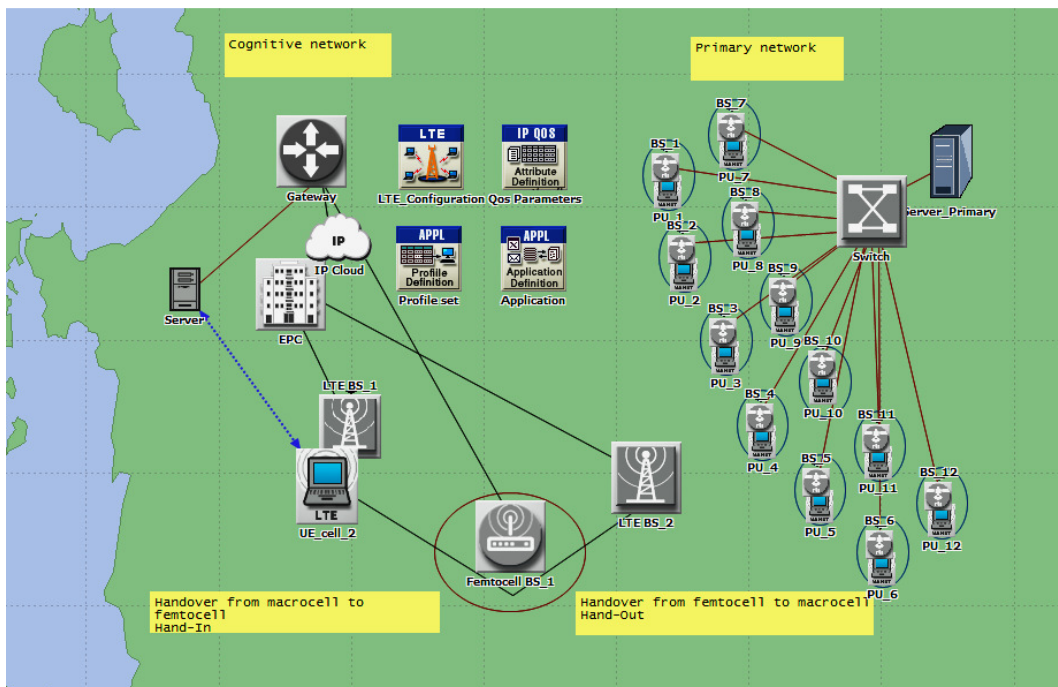 Cognitive network
Primary network
Gateway
LTE
LTE_Configuration
IP QOS
Attribute
Definition
Qos Parameters
IP
IP Cloud
APPL
Profile
Definition
Profile set
APPL
Application
Definition
Application
Server
EPC
LTE BS_1
LTE
UE_cell_2
Femtocell BS_1
LTE BS_2
BS_7
PU_7
BS_1
PU_1
BS_8
PU_8
BS_2
PU_2
BS_9
PU_9
BS_3
PU_3
BS_10
PU_10
BS_4
PU_4
BS_11
PU_11
BS_5
PU_5
BS_12
PU_12
BS_6
PU_6
Switch
Server_Primary
Handover from macrocell to
femtocell
Hand-In
Handover from femtocell to macrocell
Hand-Out